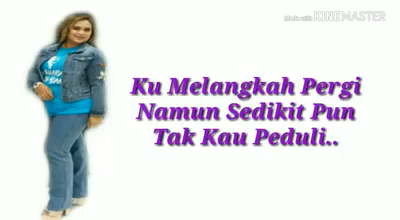 Made with KINEMASTER
Ku Melangkah Pergi
Namun Sedikit Pun
Tak Kau Peduli..